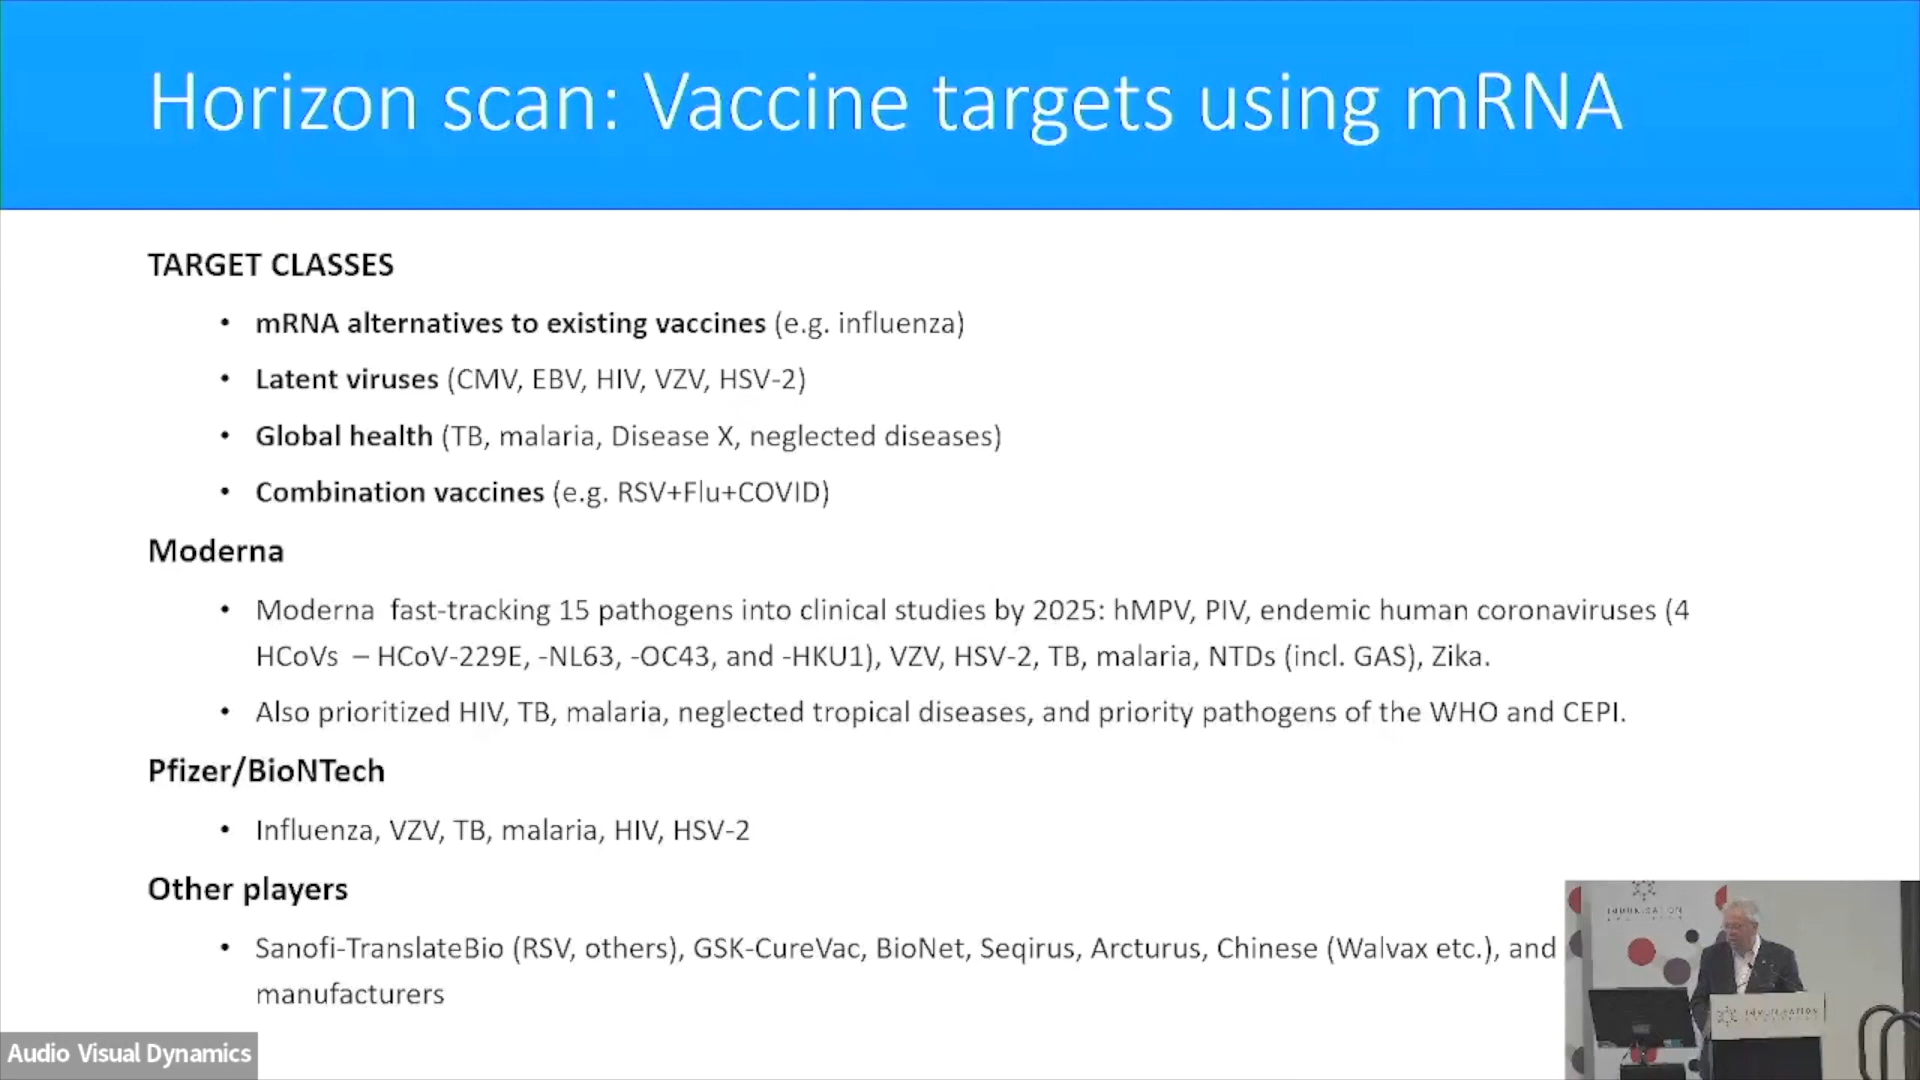 Horizon scan: Vaccine targets using mRNA
TARGET CLASSES
• mRNA alternatives to existing vaccines (e.g. influenza)
• Latent viruses (CMV, EBV, HIV, VZV, HSV-2)
• Global health (TB, malaria, Disease X, neglected diseases)
• Combination vaccines (e.g. RSV+Flu+COVID)
Moderna
• Moderna fast-tracking 15 pathogens into clinical studies by 2025: hMPV, PIV, endemic human coronaviruses (4
HCoVs – HCoV-229E, -NL63, -OC43, and -HKU1), VZV, HSV-2, TB, malaria, NTDs (incl. GAS), Zika.
• Also prioritized HIV, TB, malaria, neglected tropical diseases, and priority pathogens of the WHO and CEPI.
Pfizer/BioNTech
• Influenza, VZV, TB, malaria, HIV, HSV-2
Other players
• Sanofi-TranslateBio (RSV, others), GSK-CureVac, BioNet, Seqirus, Arcturus, Chinese (Walvax etc.), and
manufacturers
IMMUNISATION
IMMUNISATION
Audio Visual Dynamics